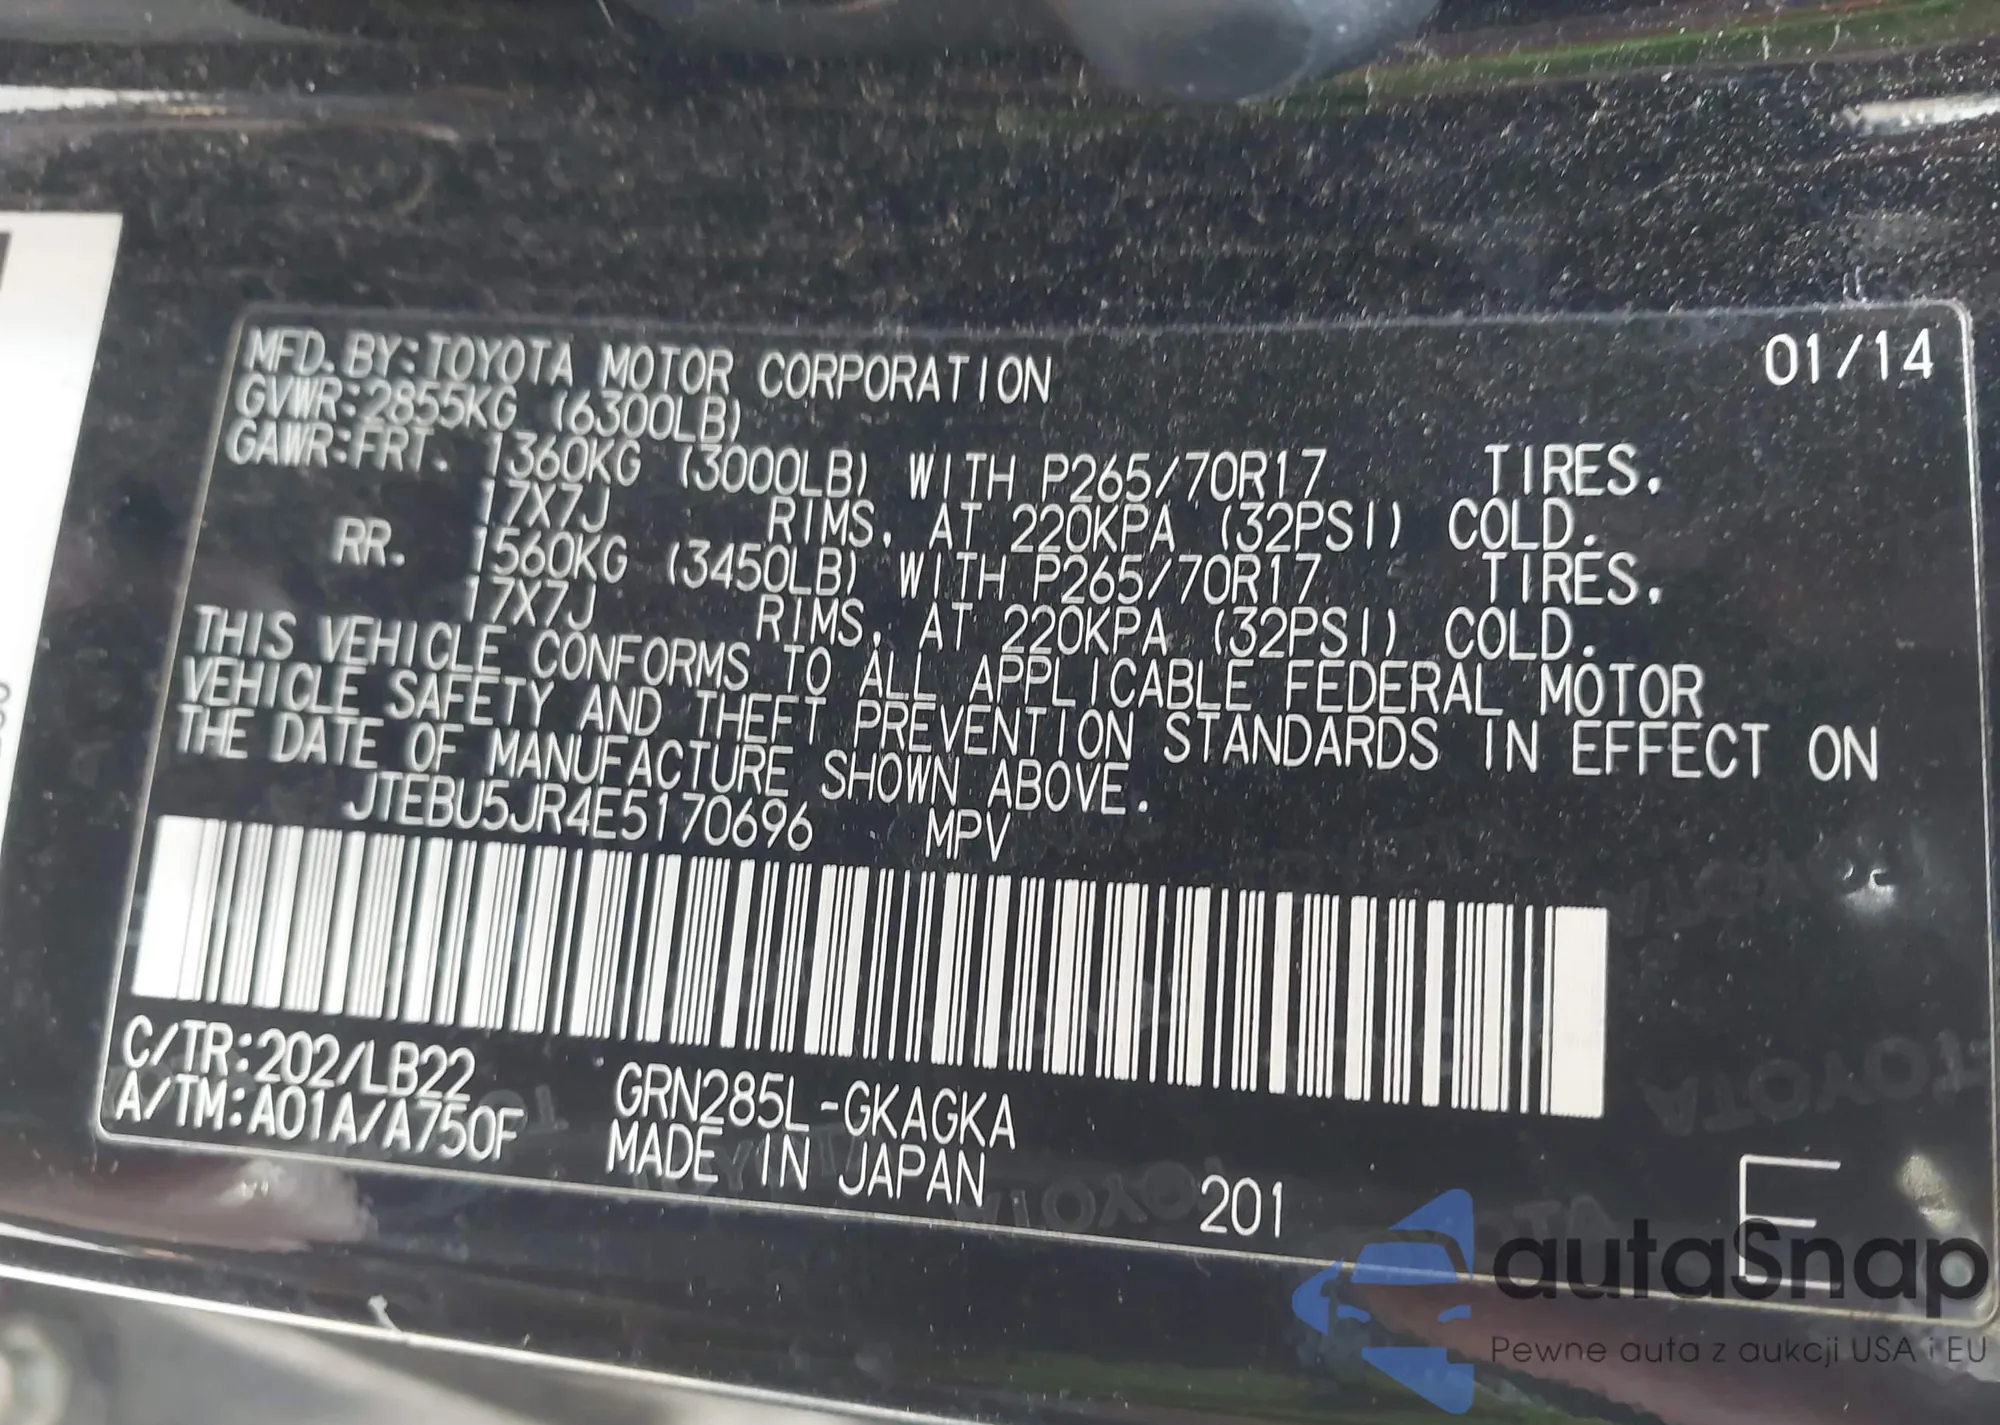 MFD. BY: TOYOTA MOTOR CORPORATION 01/14
GVWR: 2855KG (6300LB)
GAWR: FRT. 1360KG (3000LB) WITH P265/70R17 TIRES,
17X7J RIMS, AT 220KPA (32PSI) COLD.
RR. 1560KG (3450LB) WITH P265/70R17 TIRES,
17X7J RIMS, AT 220KPA (32PSI) COLD.
THIS VEHICLE CONFORMS TO ALL APPLICABLE FEDERAL MOTOR
VEHICLE SAFETY AND THEFT PREVENTION STANDARDS IN EFFECT ON
THE DATE OF MANUFACTURE SHOWN ABOVE.
JTEBU5JR4E5170696 MPV
C/TR: 202/LB22 GRN285L-GKAGKA
A/TM: A01A/A750F MADE IN JAPAN 201 E
TOYOTA
autaSnap
Pewne auta z aukcji USA i EU